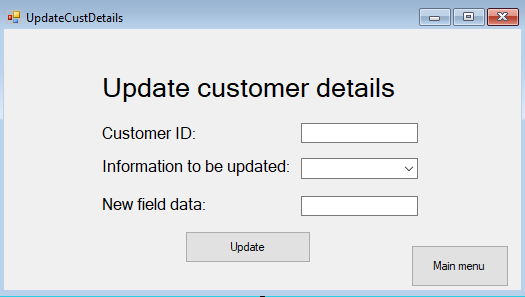 UpdateCustDetails
Update customer details
Customer ID:
Information to be updated:
New field data:
Update
Main menu